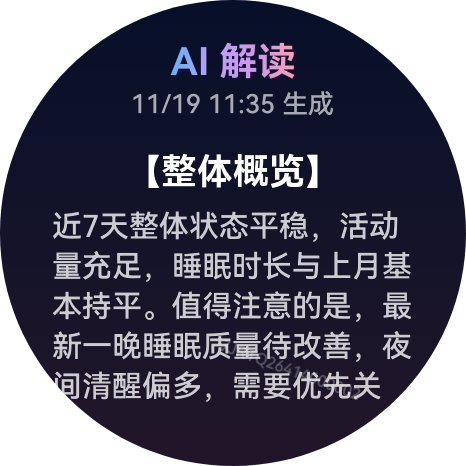 AI 解读
11/19 11:35 生成
【整体概览】
近7天整体状态平稳，活动
量充足，睡眠时长与上月基
本持平。值得注意的是，最
新一晚睡眠质量待改善，夜
间清醒偏多，需要优先关